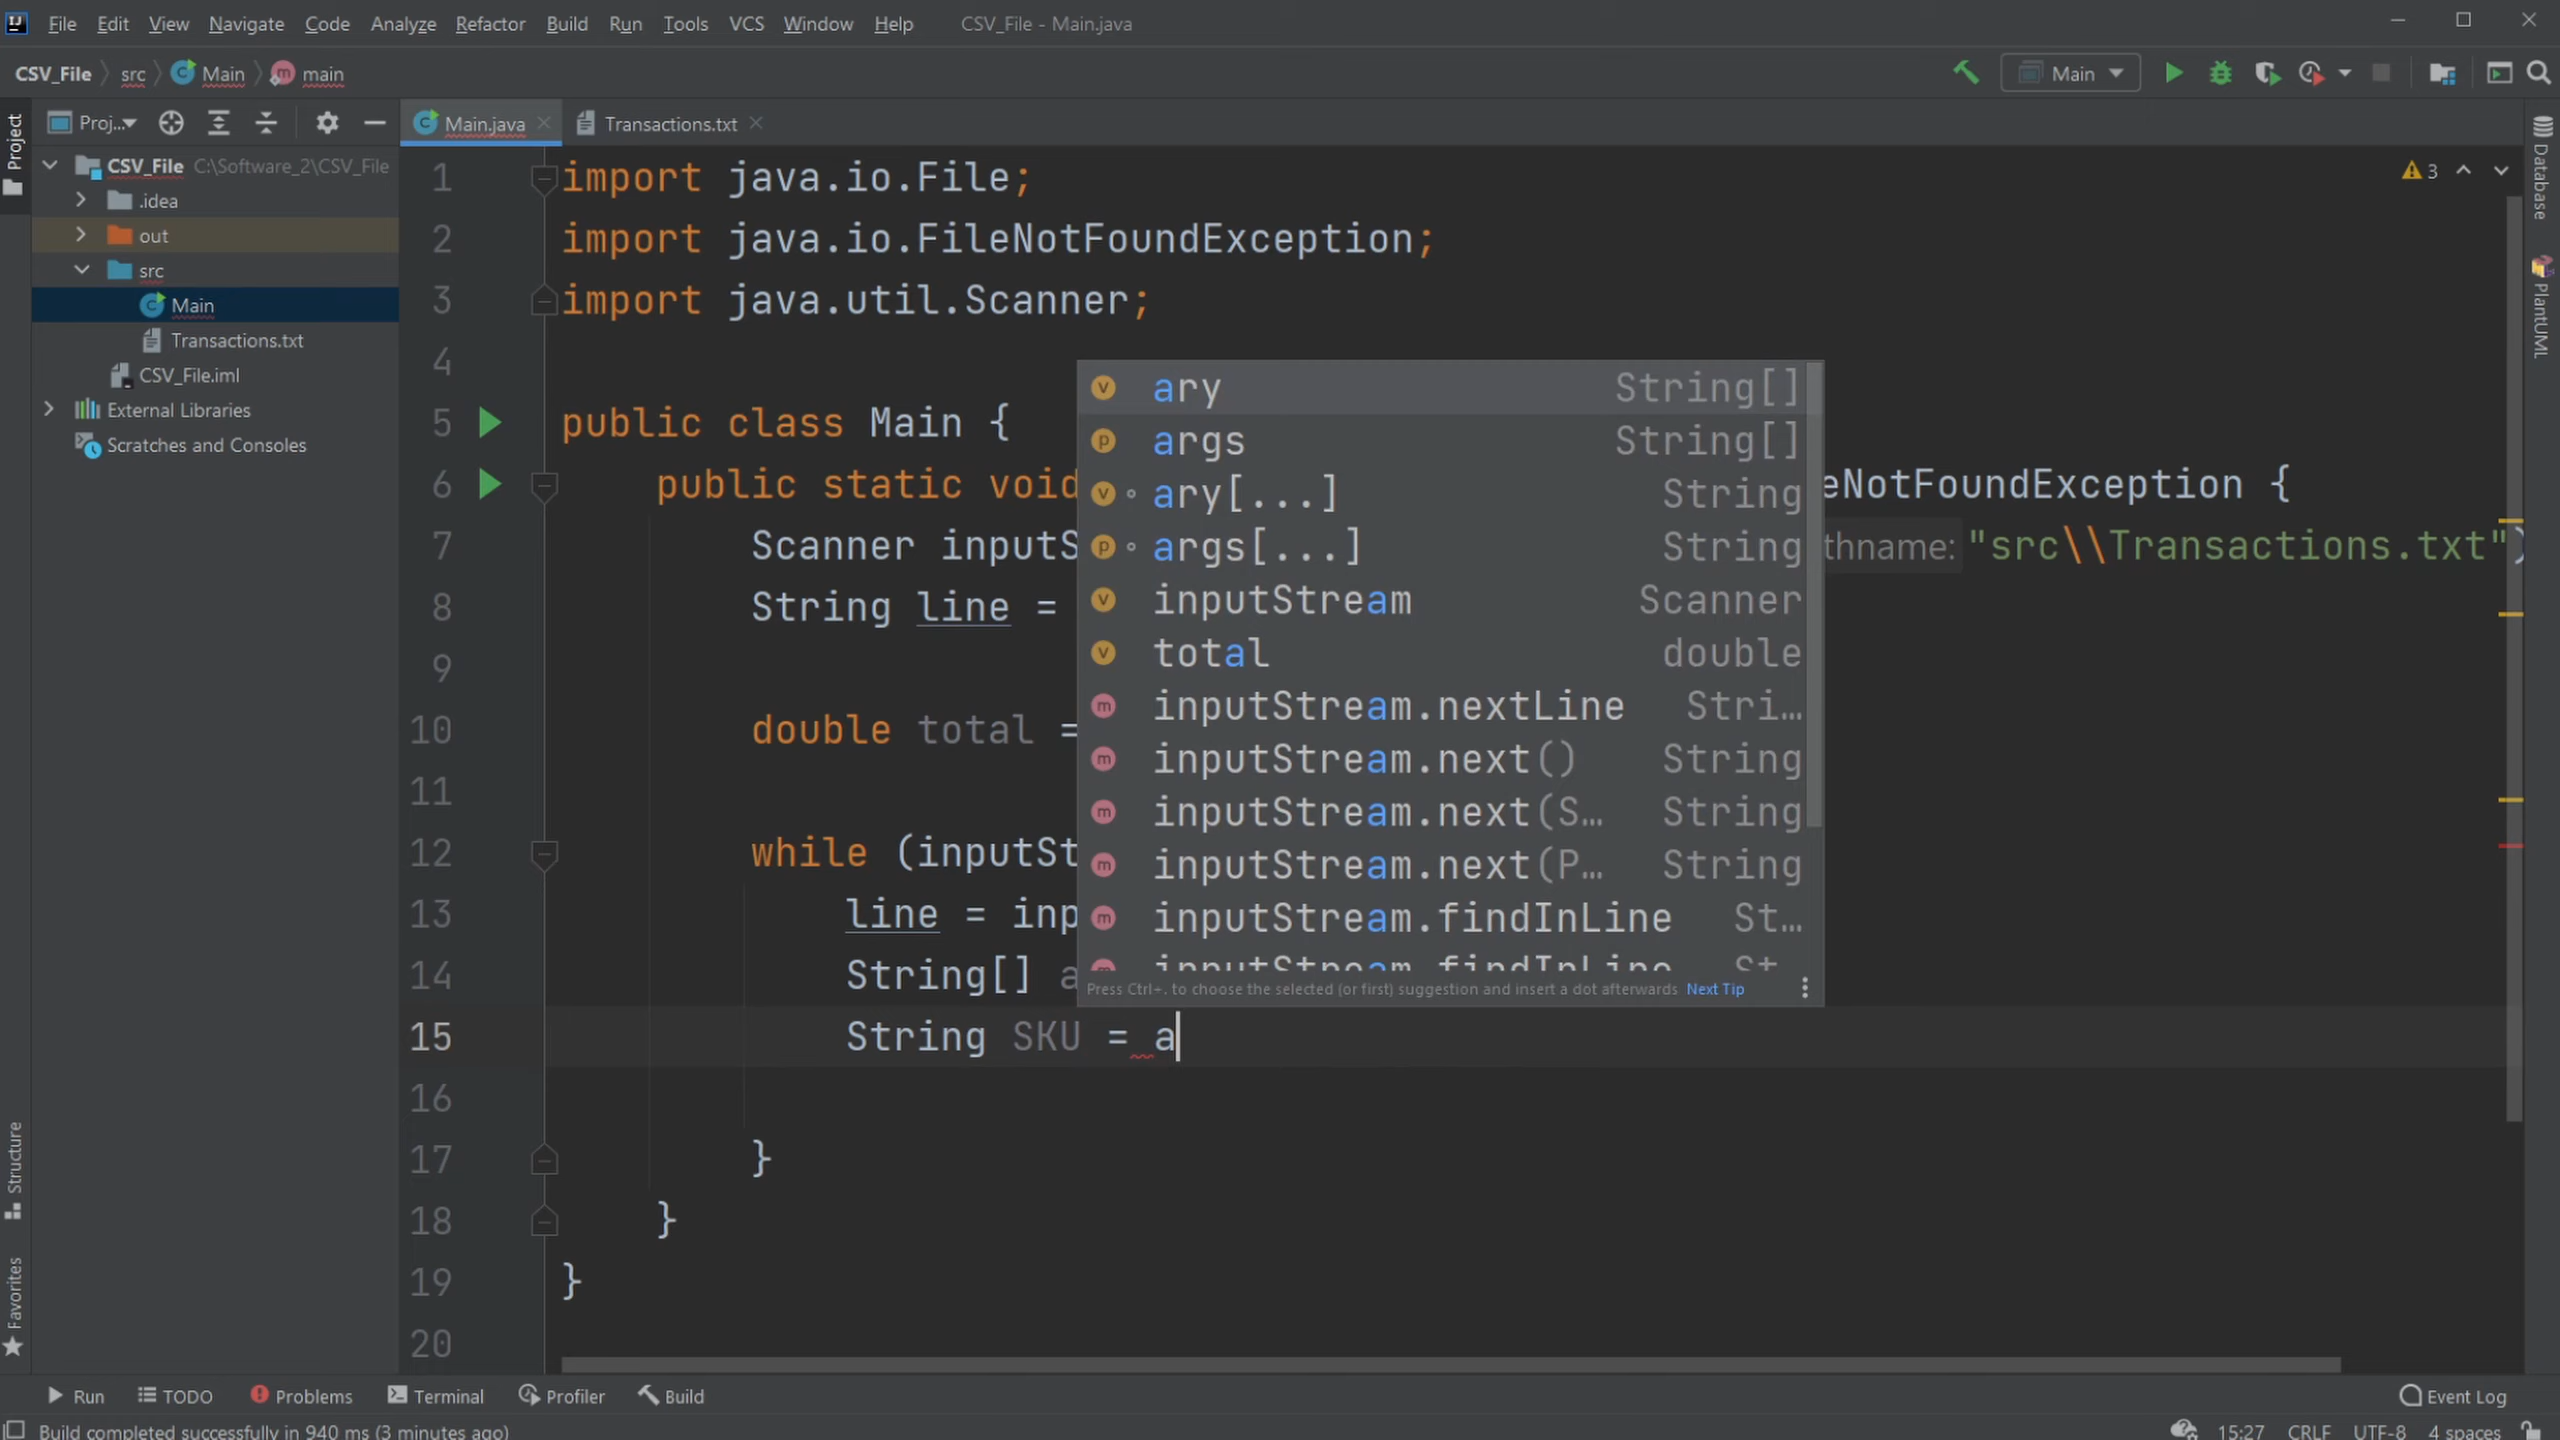 File Edit View Navigate Code Analyze Refactor Build Run Tools VCS Window Help CSV_File - Main.java
CSV_File src Main main
Main
Project
Proj...
Main.java
Transactions.txt
CSV_File C:\Software_2\CSV_File
.idea
out
src
Main
Transactions.txt
CSV_File.iml
External Libraries
Scratches and Consoles
Structure
Favorites
Database
PlantUML
3
1 import java.io.File;
2 import java.io.FileNotFoundException;
3 import java.util.Scanner;
4
5 public class Main {
6 public static void eNotFoundException {
7 Scanner inputS thname: "src\\Transactions.txt")
8 String line =
9
10 double total =
11
12 while (inputSt
13 line = inp
14 String[] a
15 String SKU = a
16
17 }
18 }
19 }
20
ary String[]
args String[]
ary[...] String
args[...] String
inputStream Scanner
total double
inputStream.nextLine Stri...
inputStream.next() String
inputStream.next(S... String
inputStream.next(P... String
inputStream.findInLine St...
inputStream.findInLine St
Press Ctrl+. to choose the selected (or first) suggestion and insert a dot afterwards Next Tip
Run TODO Problems Terminal Profiler Build Event Log
Build completed successfully in 940 ms (3 minutes ago) 15:27 CRLF UTF-8 4 spaces